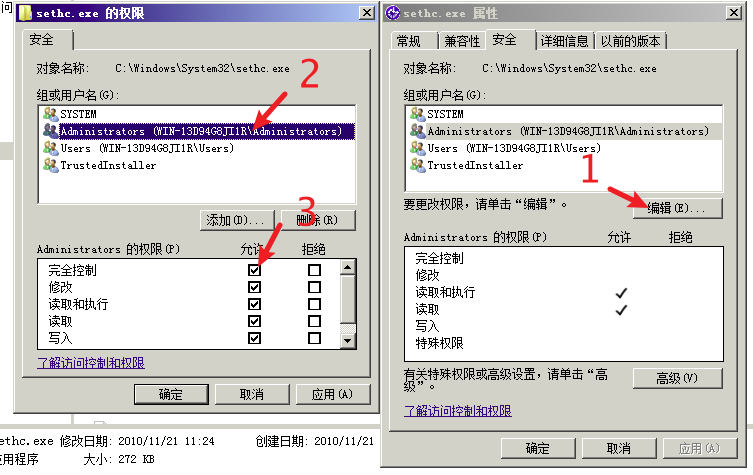 问
sethc.exe 的权限
安全
对象名称: C:\Windows\System32\sethc.exe
组或用户名(G):
SYSTEM
Administrators (WIN-13D94G8JI1R\Administrators)
Users (WIN-13D94G8JI1R\Users)
TrustedInstaller
2
添加(D)... 删除(R)
3
Administrators 的权限(P) 允许 拒绝
完全控制
修改
读取和执行
读取
写入
了解访问控制和权限
确定 取消 应用(A)
sethc.exe 修改日期: 2010/11/21 11:24 创建日期: 2010/11/21
应用程序 大小: 272 KB
sethc.exe 属性
常规 兼容性 安全 详细信息 以前的版本
对象名称: C:\Windows\System32\sethc.exe
组或用户名(G):
SYSTEM
Administrators (WIN-13D94G8JI1R\Administrators)
Users (WIN-13D94G8JI1R\Users)
TrustedInstaller
1
要更改权限，请单击“编辑”。 编辑(E)...
Administrators 的权限(P) 允许 拒绝
完全控制
修改
读取和执行
读取
写入
特殊权限
有关特殊权限或高级设置，请单击“高
级”。 高级(V)
了解访问控制和权限
确定 取消 应用(A)